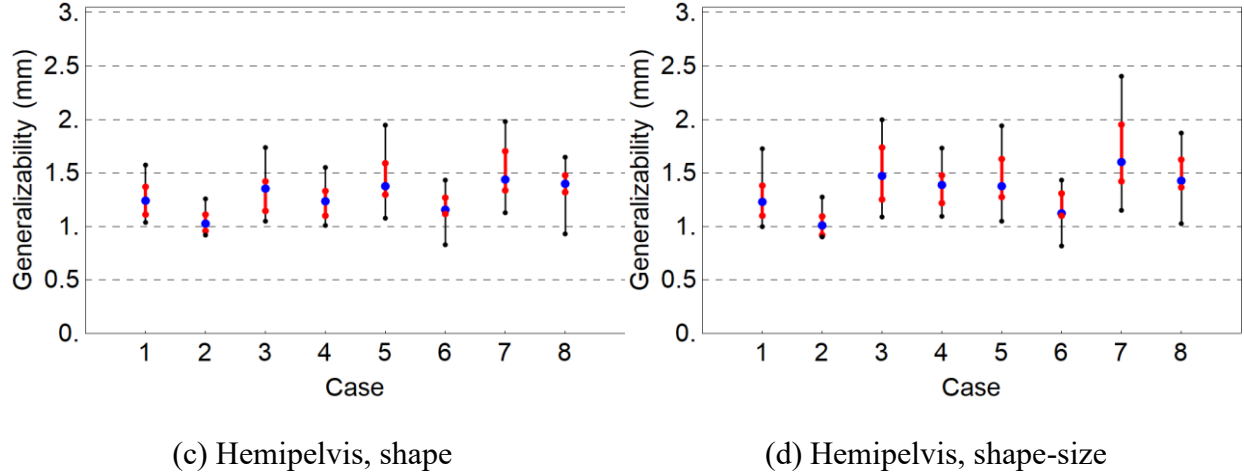 3.
2.5
2.
1.5
1.
0.5
0.
Generalizability (mm)
1 2 3 4 5 6 7 8
Case
(c) Hemipelvis, shape
3.
2.5
2.
1.5
1.
0.5
0.
Generalizability (mm)
1 2 3 4 5 6 7 8
Case
(d) Hemipelvis, shape-size